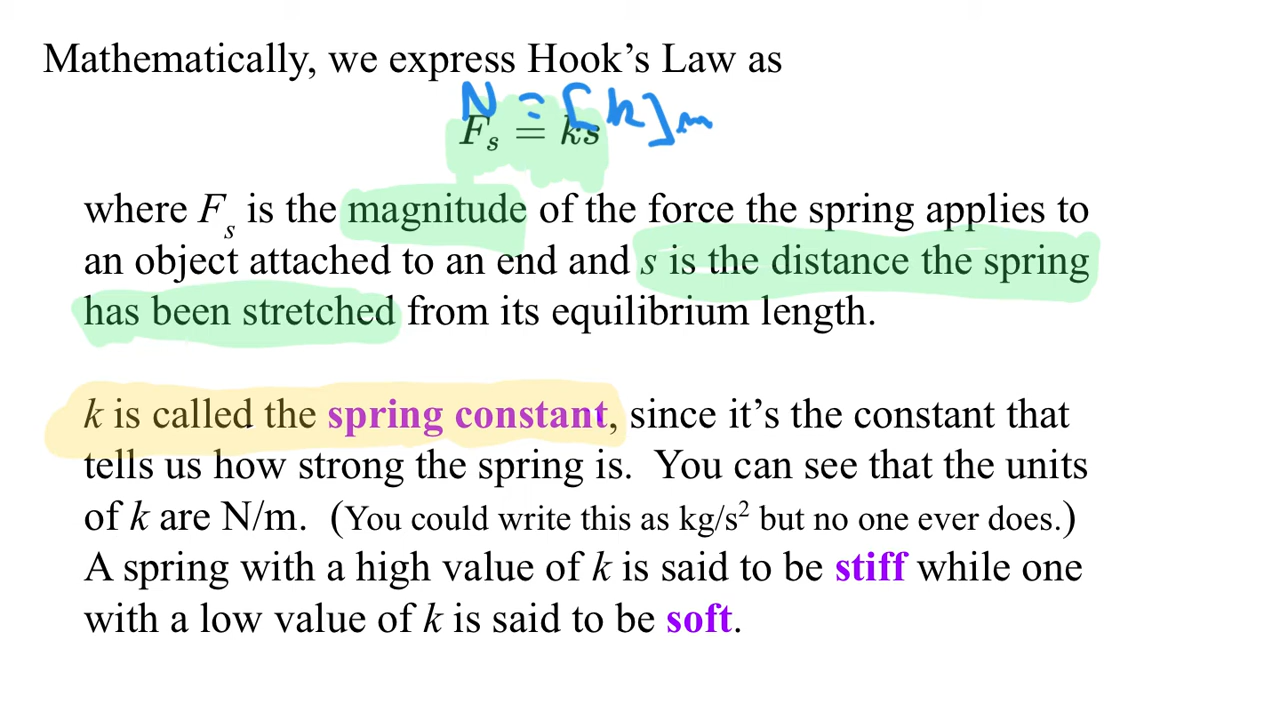 Mathematically, we express Hook’s Law as
N = [k] m
Fₛ = ks
where Fₛ is the magnitude of the force the spring applies to
an object attached to an end and s is the distance the spring
has been stretched from its equilibrium length.
k is called the spring constant, since it’s the constant that
tells us how strong the spring is. You can see that the units
of k are N/m. (You could write this as kg/s² but no one ever does.)
A spring with a high value of k is said to be stiff while one
with a low value of k is said to be soft.